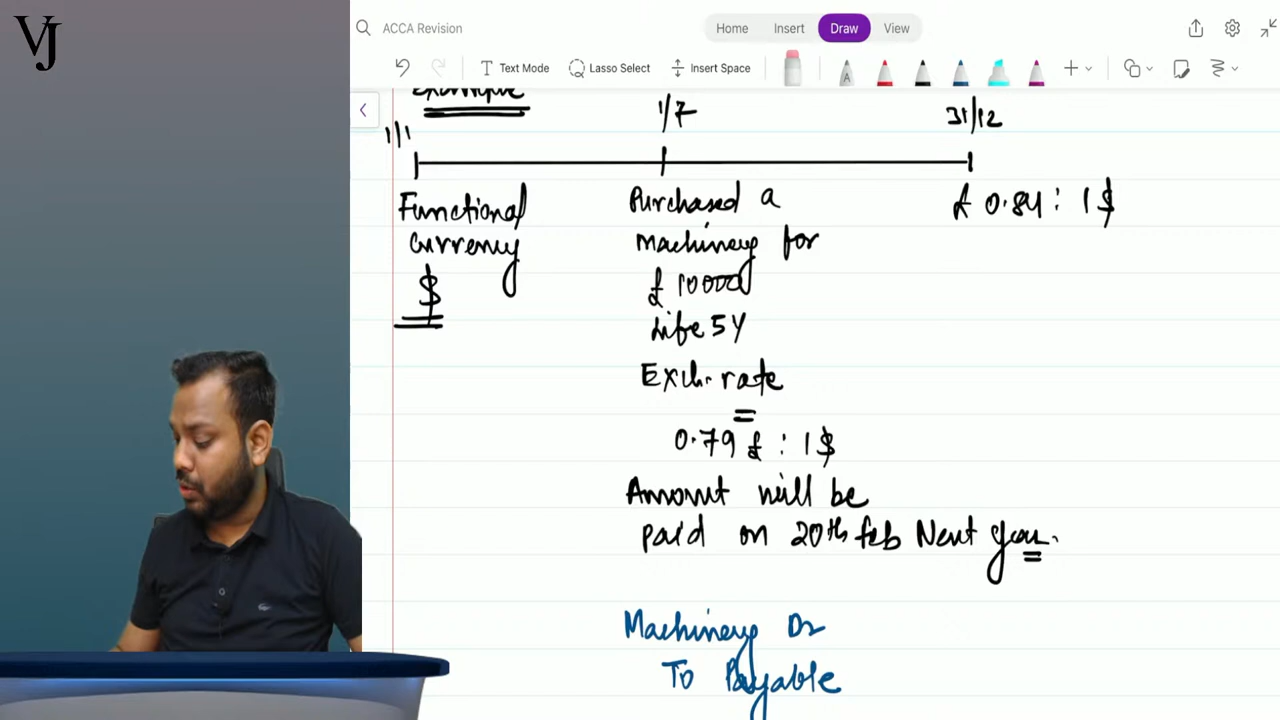 VJ
ACCA Revision
Home Insert Draw View
Text Mode Lasso Select Insert Space
Example
1/1 1/7 31/12
Functional
Currency
$
Purchased a
Machinery for
£ 10000
Life 5Y
Exch. rate
0.79 £ : 1 $
Amount will be
paid on 20th feb Next year.
£ 0.84 : 1 $
Machinery Dr
To Payable